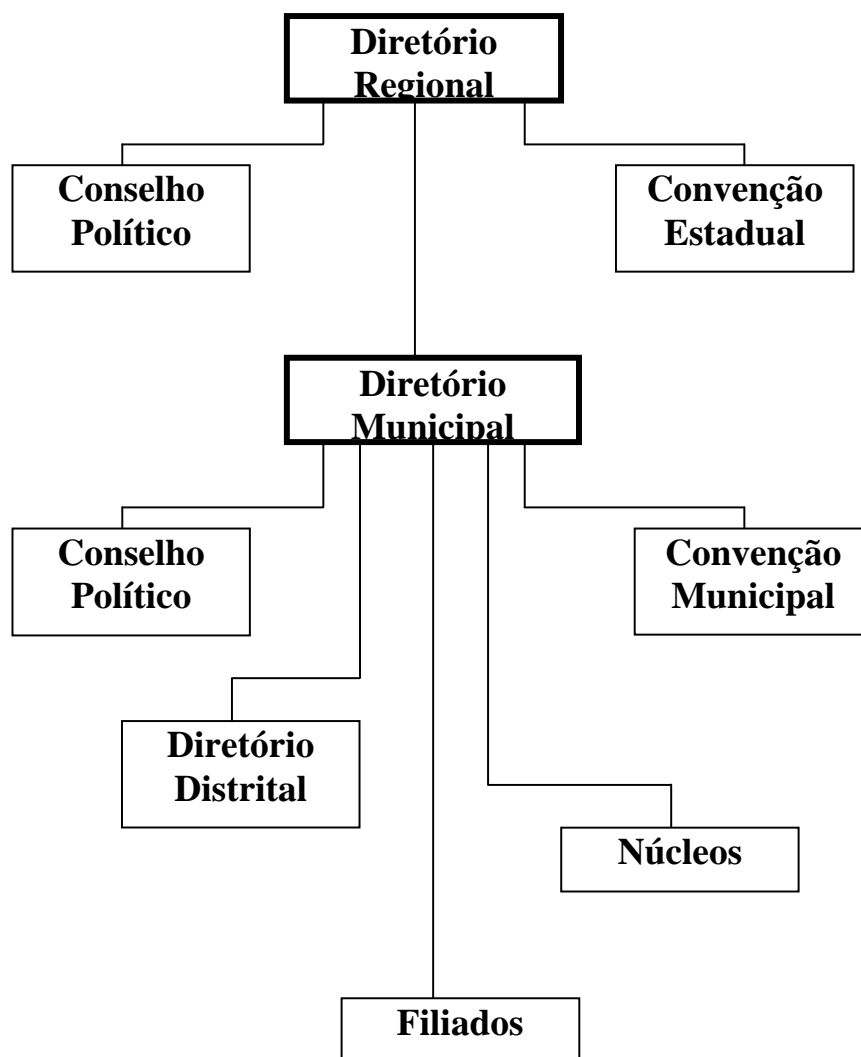 Diretório
Regional
Conselho
Político
Convenção
Estadual
Diretório
Municipal
Conselho
Político
Convenção
Municipal
Diretório
Distrital
Núcleos
Filiados